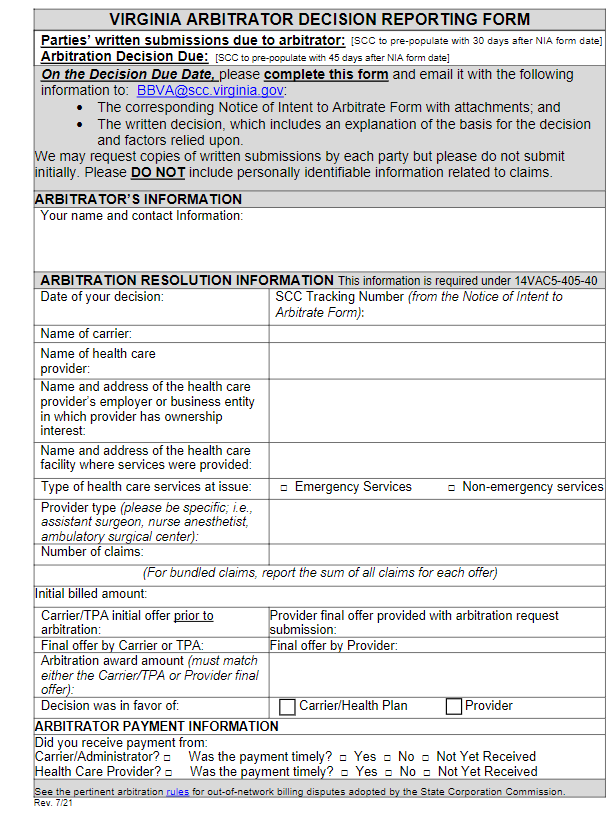 VIRGINIA ARBITRATOR DECISION REPORTING FORM
Parties' written submissions due to arbitrator: [SCC to pre-populate with 30 days after NIA form date]
Arbitration Decision Due: [SCC to pre-populate with 45 days after NIA form date]
On the Decision Due Date, please complete this form and email it with the following
information to: BBVA@scc.virginia.gov:
• The corresponding Notice of Intent to Arbitrate Form with attachments; and
• The written decision, which includes an explanation of the basis for the decision
and factors relied upon.
We may request copies of written submissions by each party but please do not submit
initially. Please DO NOT include personally identifiable information related to claims.
ARBITRATOR'S INFORMATION
Your name and contact Information:
ARBITRATION RESOLUTION INFORMATION This information is required under 14VAC5-405-40
Date of your decision:
SCC Tracking Number (from the Notice of Intent to
Arbitrate Form):
Name of carrier:
Name of health care
provider:
Name and address of the health care
provider's employer or business entity
in which provider has ownership
interest:
Name and address of the health care
facility where services were provided:
Type of health care services at issue: □ Emergency Services □ Non-emergency services
Provider type (please be specific; i.e.,
assistant surgeon, nurse anesthetist,
ambulatory surgical center):
Number of claims:
(For bundled claims, report the sum of all claims for each offer)
Initial billed amount:
Carrier/TPA initial offer prior to
arbitration:
Provider final offer provided with arbitration request
submission:
Final offer by Carrier or TPA: Final offer by Provider:
Arbitration award amount (must match
either the Carrier/TPA or Provider final
offer):
Decision was in favor of: □ Carrier/Health Plan □ Provider
ARBITRATOR PAYMENT INFORMATION
Did you receive payment from:
Carrier/Administrator? □ Was the payment timely? □ Yes □ No □ Not Yet Received
Health Care Provider? □ Was the payment timely? □ Yes □ No □ Not Yet Received
See the pertinent arbitration rules for out-of-network billing disputes adopted by the State Corporation Commission.
Rev. 7/21